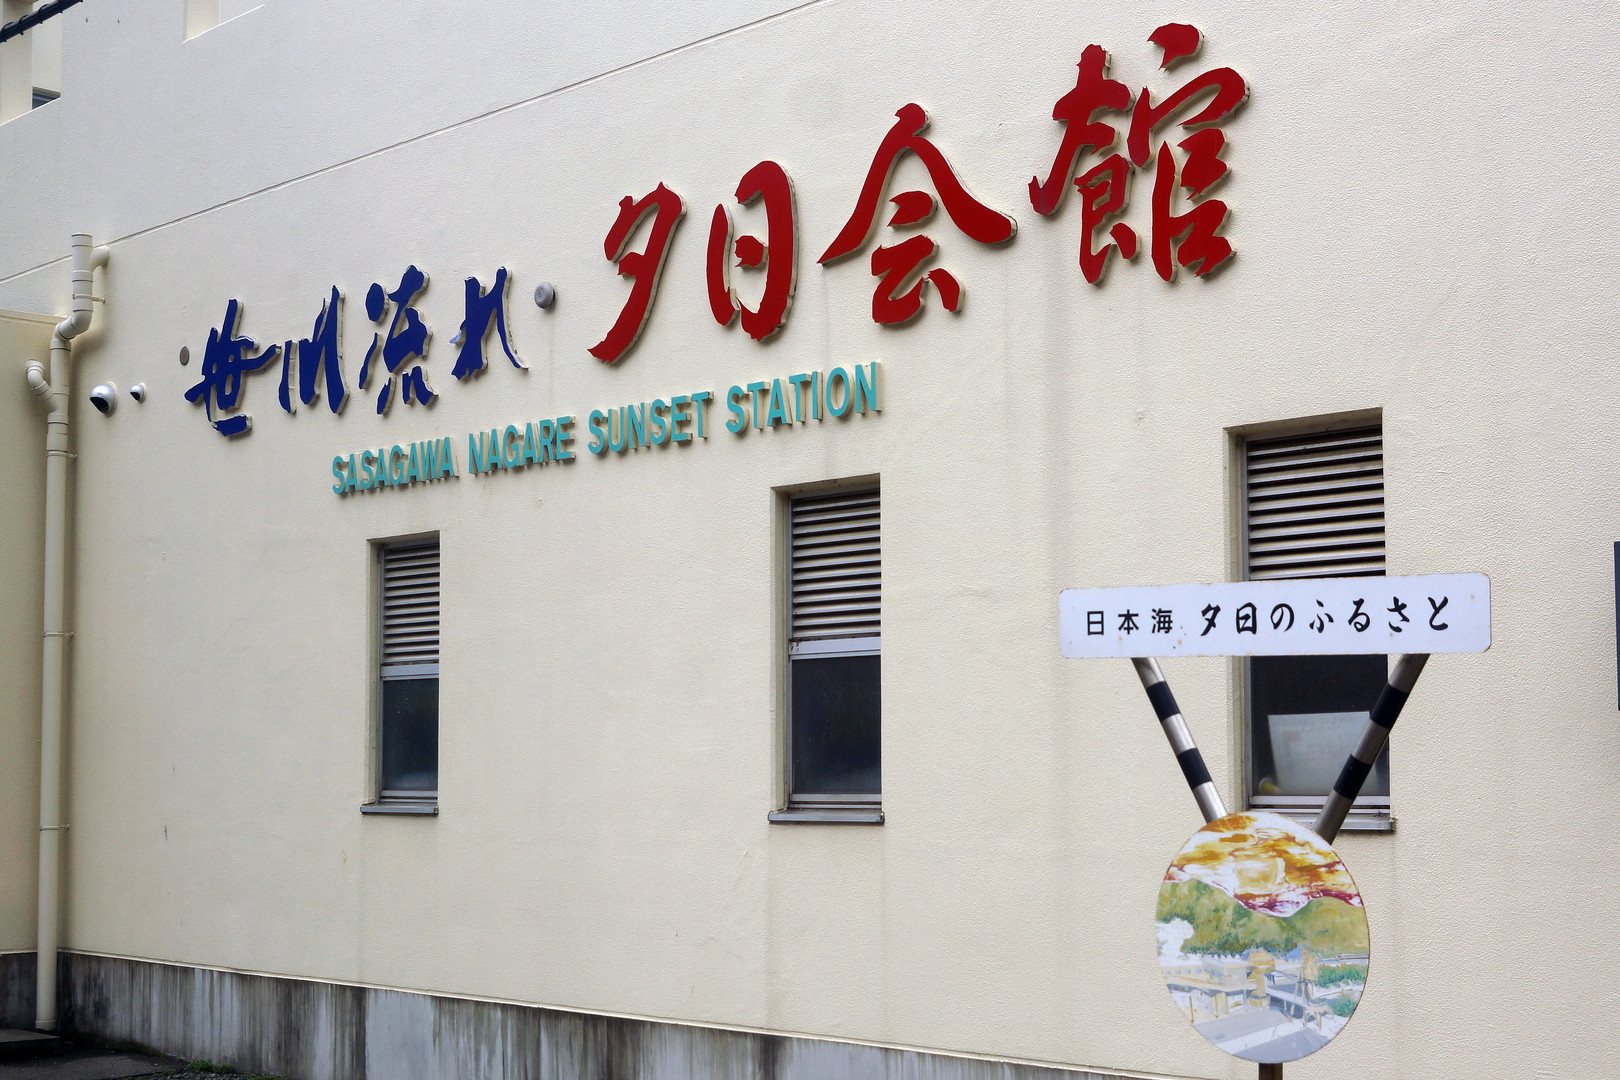 笹川流れ・夕日会館
SASAGAWA NAGARE SUNSET STATION
日本海 夕日のふるさと